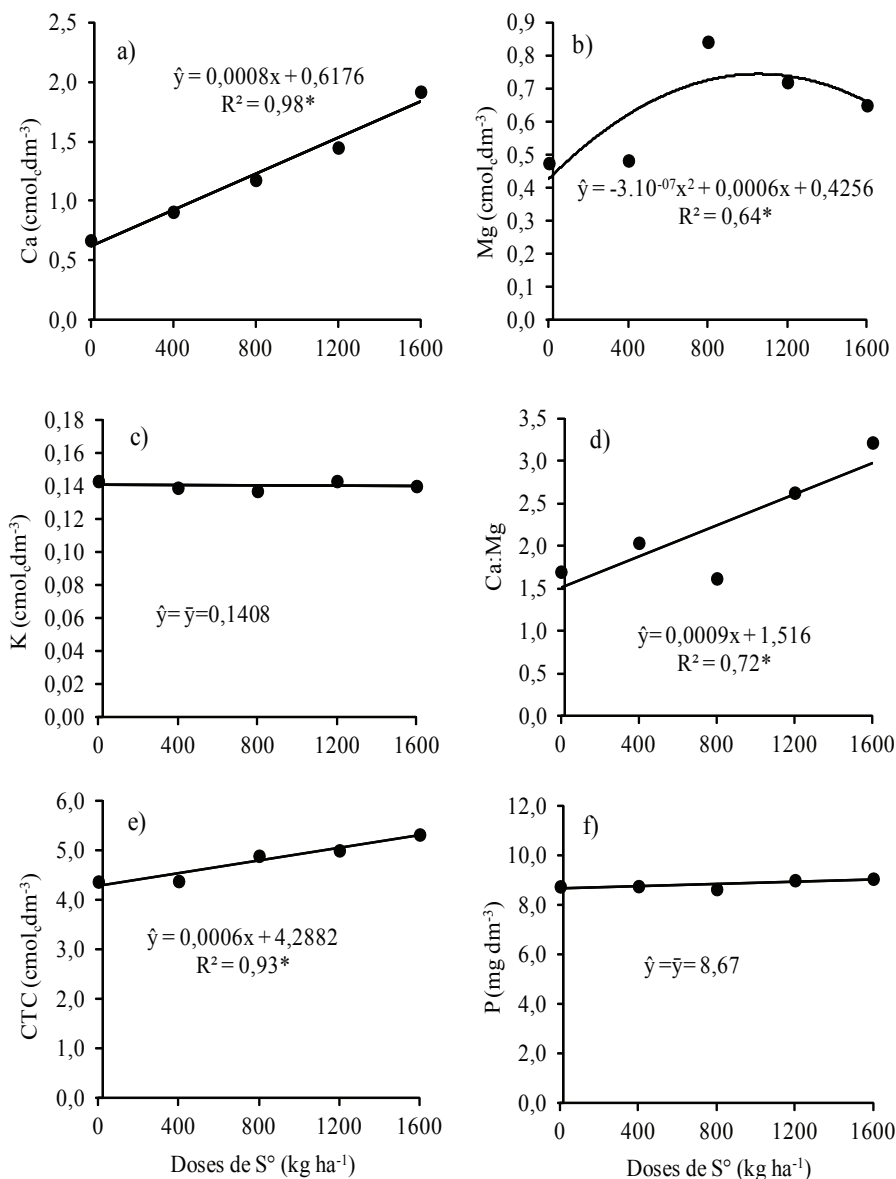 a)
ŷ = 0,0008x + 0,6176
R² = 0,98*
Ca (cmol꜀dm⁻³)
2,5
2,0
1,5
1,0
0,5
0,0
0 400 800 1200 1600
b)
ŷ = -3.10⁻⁰⁷x² + 0,0006x + 0,4256
R² = 0,64*
Mg (cmol꜀dm⁻³)
0,9
0,8
0,7
0,6
0,5
0,4
0,3
0,2
0,1
0,0
0 400 800 1200 1600
c)
ŷ= ȳ=0,1408
K (cmol꜀dm⁻³)
0,18
0,16
0,14
0,12
0,10
0,08
0,06
0,04
0,02
0,00
0 400 800 1200 1600
d)
ŷ= 0,0009x + 1,516
R² = 0,72*
Ca:Mg
3,5
3,0
2,5
2,0
1,5
1,0
0,5
0,0
0 400 800 1200 1600
e)
ŷ = 0,0006x + 4,2882
R² = 0,93*
CTC (cmol꜀dm⁻³)
6,0
5,0
4,0
3,0
2,0
1,0
0,0
0 400 800 1200 1600
Doses de S° (kg ha⁻¹)
f)
ŷ =ȳ= 8,67
P (mg dm⁻³)
12,0
10,0
8,0
6,0
4,0
2,0
0,0
0 400 800 1200 1600
Doses de S° (kg ha⁻¹)